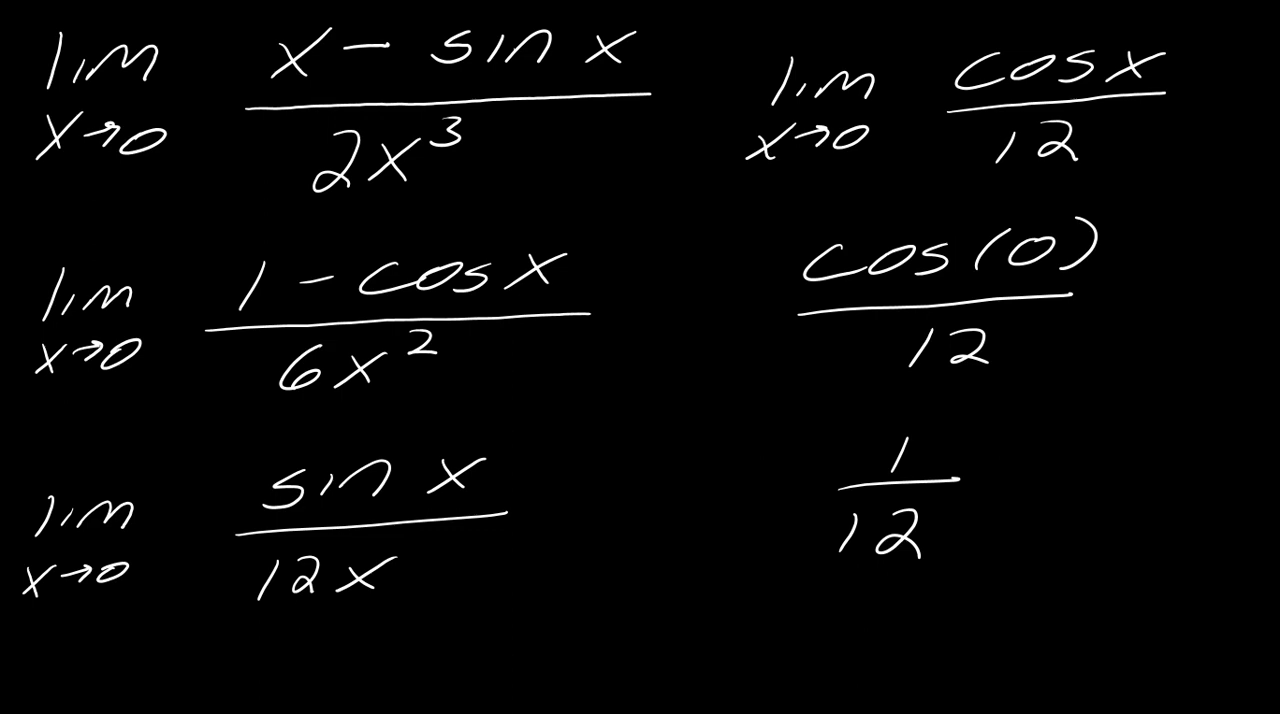 lim x→0 (x - sin x)/(2x³)
lim x→0 (1 - cos x)/(6x²)
lim x→0 (sin x)/(12x)
lim x→0 (cos x)/12
cos(0)/12
1/12